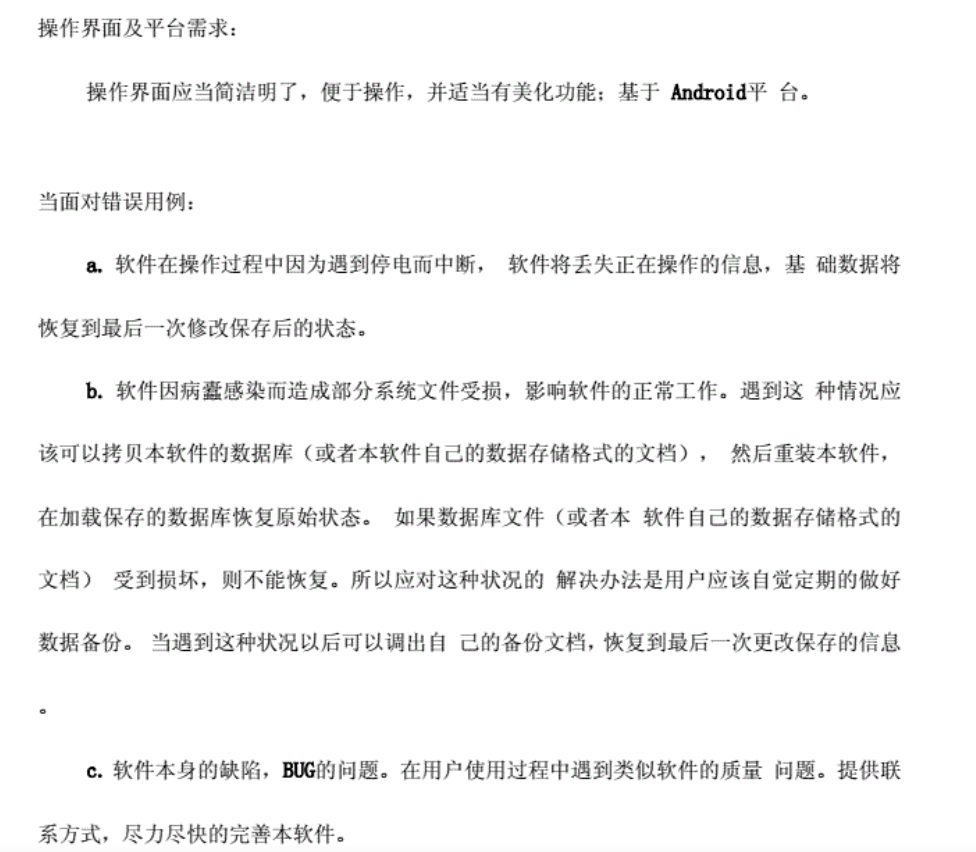 操作界面及平台需求：
操作界面应当简洁明了，便于操作，并适当有美化功能；基于 Android平 台。
当面对错误用例：
a. 软件在操作过程中因为遇到停电而中断， 软件将丢失正在操作的信息，基 础数据将
恢复到最后一次修改保存后的状态。
b. 软件因病蠹感染而造成部分系统文件受损，影响软件的正常工作。遇到这 种情况应
该可以拷贝本软件的数据库（或者本软件自己的数据存储格式的文档）， 然后重装本软件，
在加载保存的数据库恢复原始状态。 如果数据库文件（或者本 软件自己的数据存储格式的
文档） 受到损坏，则不能恢复。所以应对这种状况的 解决办法是用户应该自觉定期的做好
数据备份。 当遇到这种状况以后可以调出自 己的备份文档，恢复到最后一次更改保存的信息
。
c. 软件本身的缺陷，BUG的问题。在用户使用过程中遇到类似软件的质量 问题。提供联
系方式，尽力尽快的完善本软件。